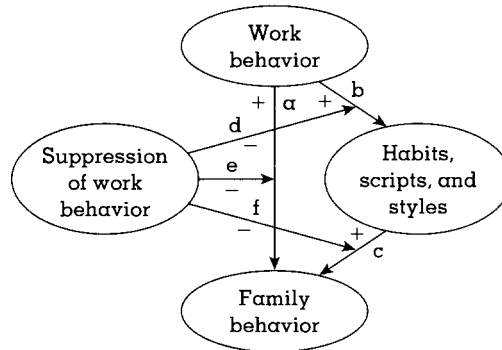 Work
behavior
+ a + b
d
−
Suppression
of work
behavior
e
−
Habits,
scripts, and
styles
f
−
+
c
Family
behavior